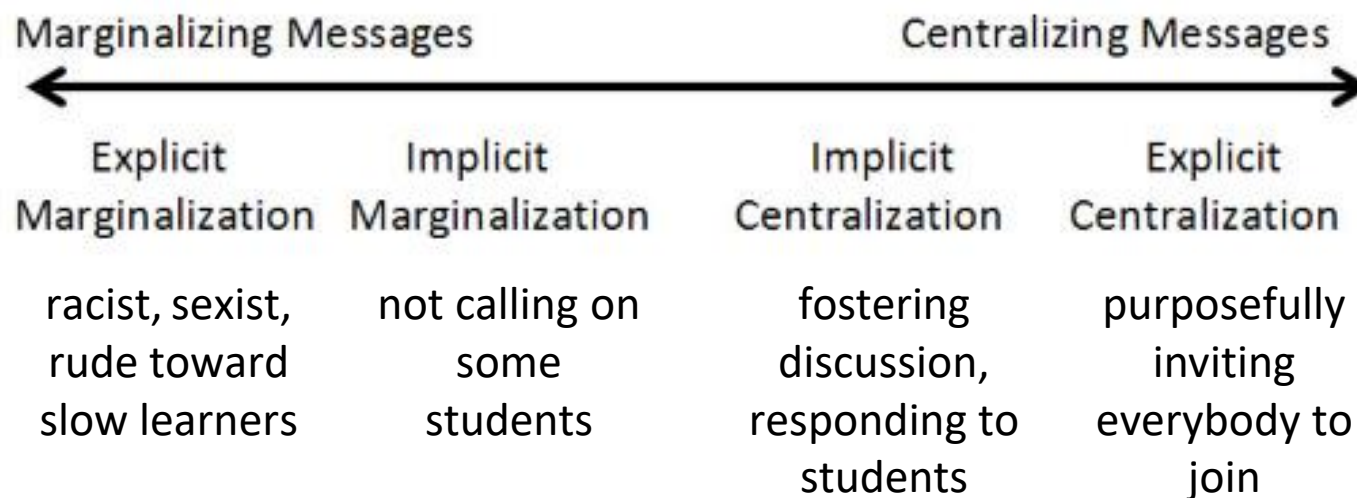 Marginalizing Messages
Centralizing Messages
Explicit
Marginalization
Implicit
Marginalization
Implicit
Centralization
Explicit
Centralization
racist, sexist,
rude toward
slow learners
not calling on
some
students
fostering
discussion,
responding to
students
purposefully
inviting
everybody to
join